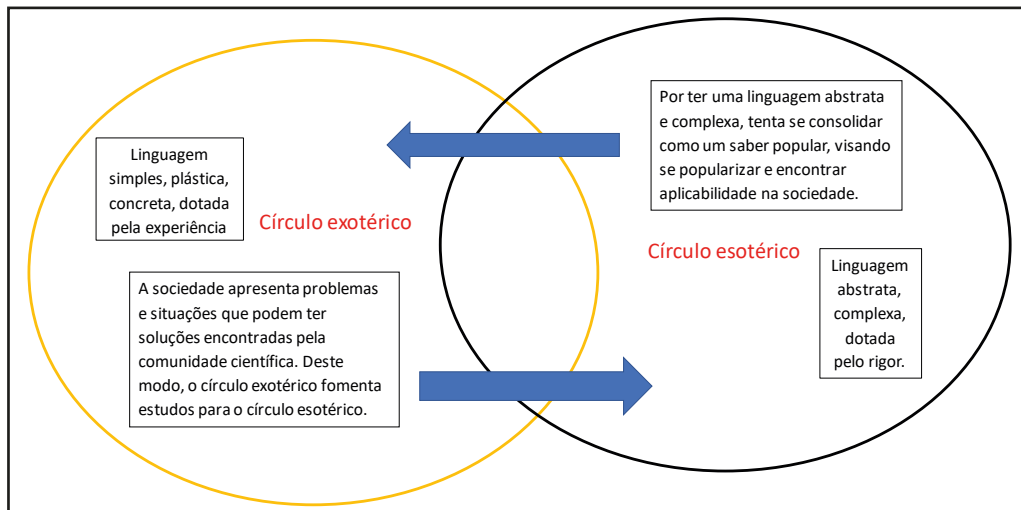 Linguagem
simples, plástica,
concreta, dotada
pela experiência
Círculo exotérico
A sociedade apresenta problemas
e situações que podem ter
soluções encontradas pela
comunidade científica. Deste
modo, o círculo exotérico fomenta
estudos para o círculo esotérico.
Por ter uma linguagem abstrata
e complexa, tenta se consolidar
como um saber popular, visando
se popularizar e encontrar
aplicabilidade na sociedade.
Círculo esotérico
Linguagem
abstrata,
complexa,
dotada
pelo rigor.